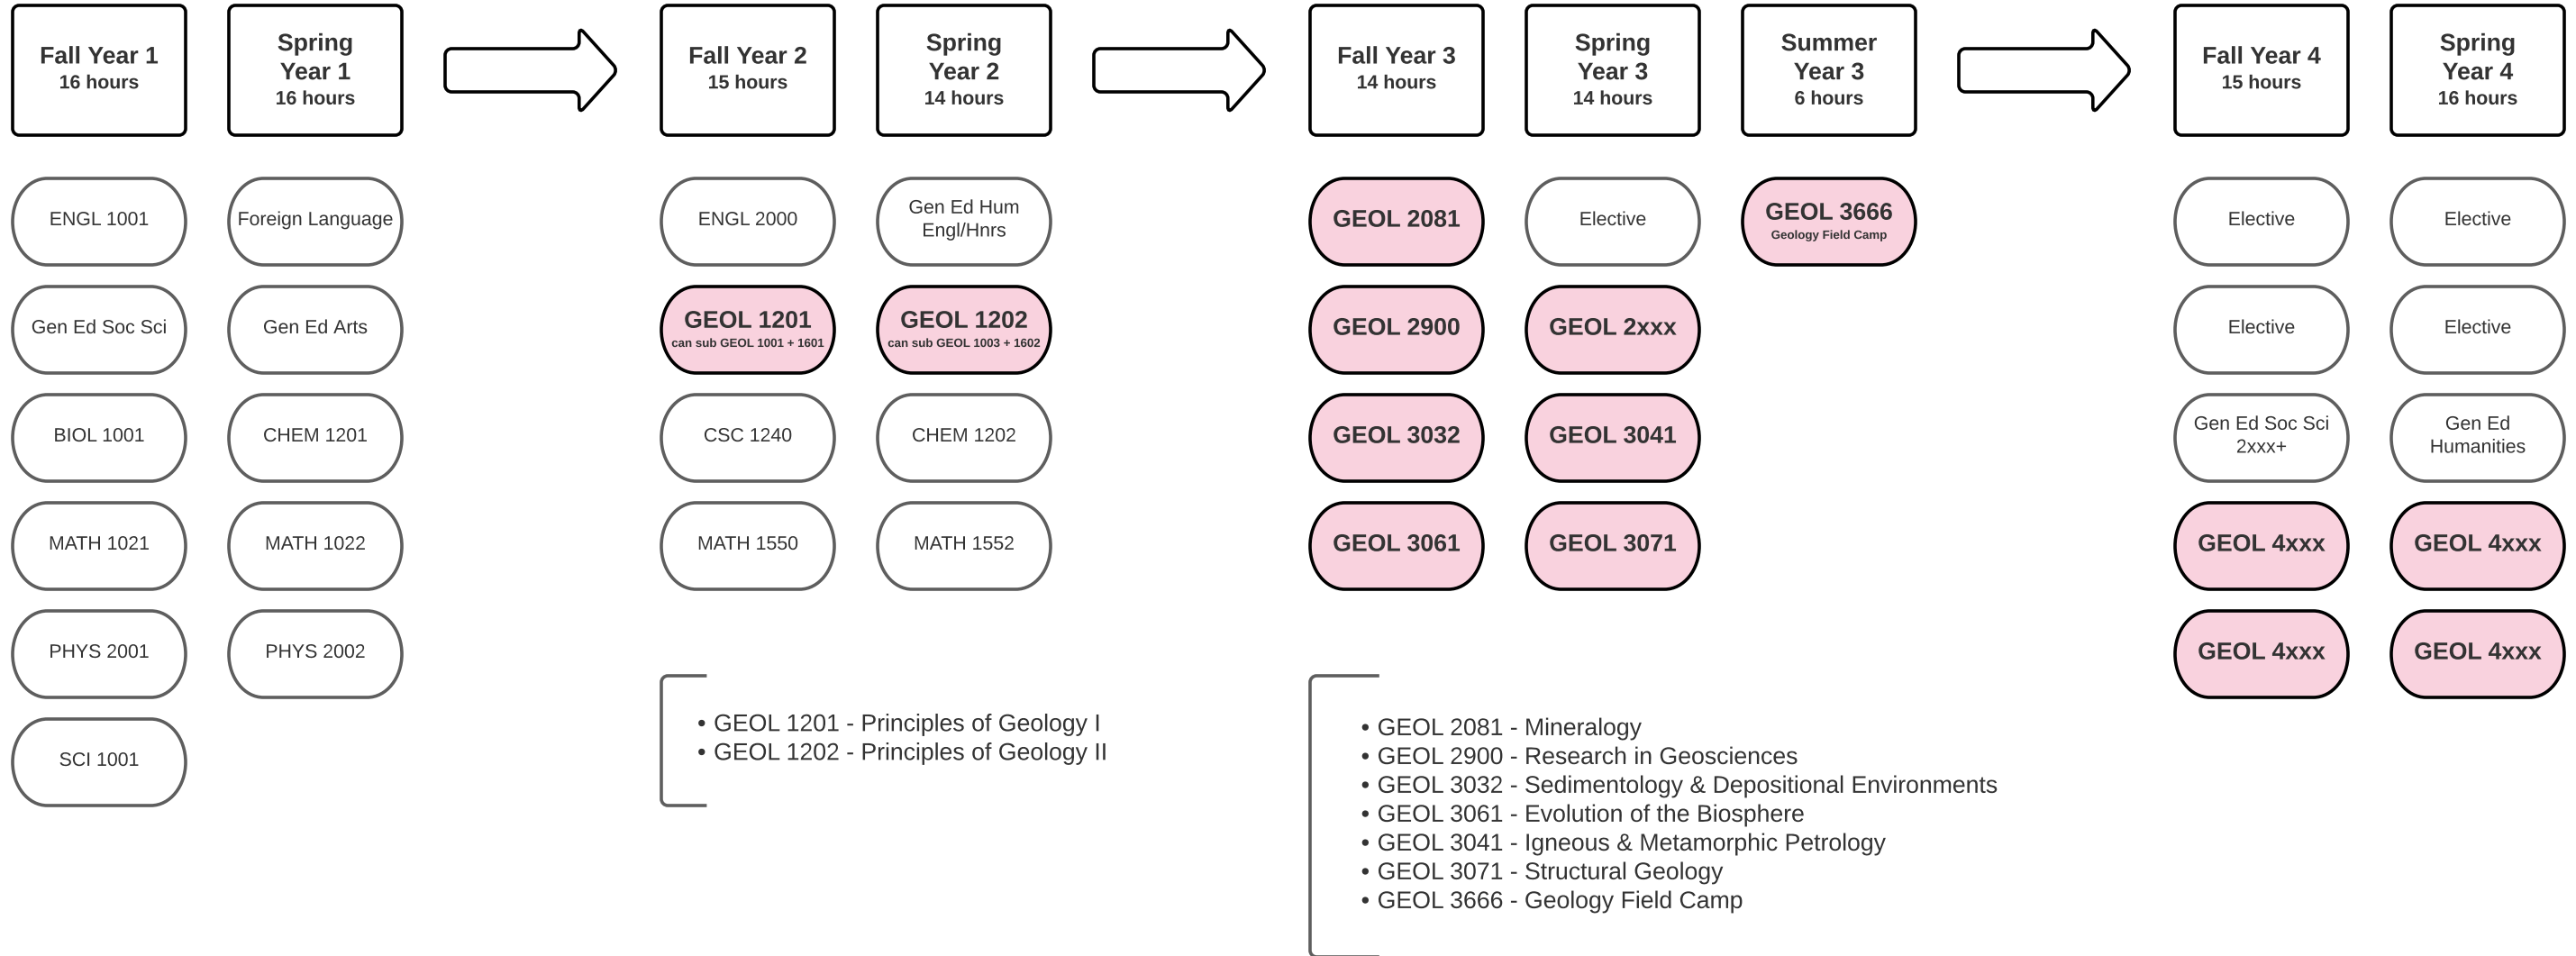 Fall Year 1
16 hours
Spring
Year 1
16 hours
Fall Year 2
15 hours
Spring
Year 2
14 hours
Fall Year 3
14 hours
Spring
Year 3
14 hours
Summer
Year 3
6 hours
Fall Year 4
15 hours
Spring
Year 4
16 hours
ENGL 1001
Gen Ed Soc Sci
BIOL 1001
MATH 1021
PHYS 2001
SCI 1001
Foreign Language
Gen Ed Arts
CHEM 1201
MATH 1022
PHYS 2002
ENGL 2000
GEOL 1201
can sub GEOL 1001 + 1601
CSC 1240
MATH 1550
Gen Ed Hum
Engl/Hnrs
GEOL 1202
can sub GEOL 1003 + 1602
CHEM 1202
MATH 1552
• GEOL 1201 - Principles of Geology I
• GEOL 1202 - Principles of Geology II
GEOL 2081
GEOL 2900
GEOL 3032
GEOL 3061
Elective
GEOL 2xxx
GEOL 3041
GEOL 3071
GEOL 3666
Geology Field Camp
• GEOL 2081 - Mineralogy
• GEOL 2900 - Research in Geosciences
• GEOL 3032 - Sedimentology & Depositional Environments
• GEOL 3061 - Evolution of the Biosphere
• GEOL 3041 - Igneous & Metamorphic Petrology
• GEOL 3071 - Structural Geology
• GEOL 3666 - Geology Field Camp
Elective
Elective
Gen Ed Soc Sci
2xxx+
GEOL 4xxx
GEOL 4xxx
Elective
Elective
Gen Ed
Humanities
GEOL 4xxx
GEOL 4xxx